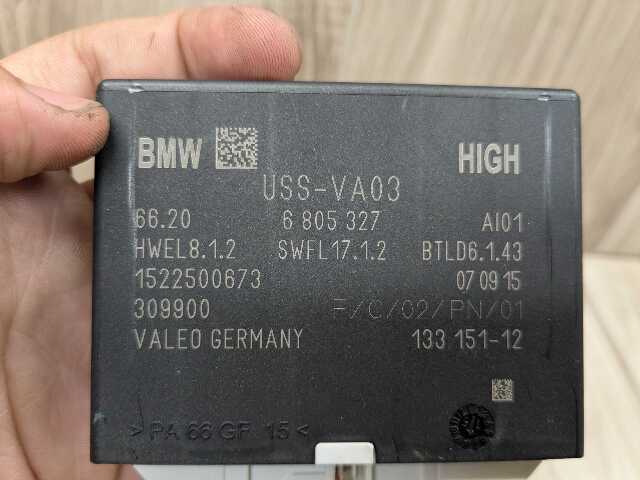 BMW HIGH
USS-VA03
66.20 6 805 327 AI01
HWEL8.1.2 SWFL17.1.2 BTLD6.1.43
1522500673 07 09 15
309900 F/C/02/PN/01
VALEO GERMANY 133 151-12
>PA 66 GF 15<